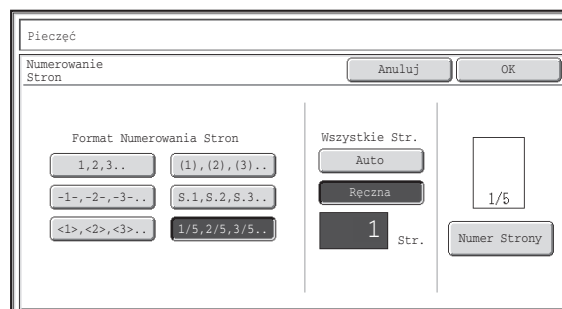 Pieczęć
Numerowanie
Stron
Anuluj
OK
Format Numerowania Stron
1,2,3..
(1),(2),(3)..
-1-,-2-,-3-..
S.1,S.2,S.3..
<1>,<2>,<3>..
1/5,2/5,3/5..
Wszystkie Str.
Auto
Ręczna
1
Str.
1/5
Numer Strony